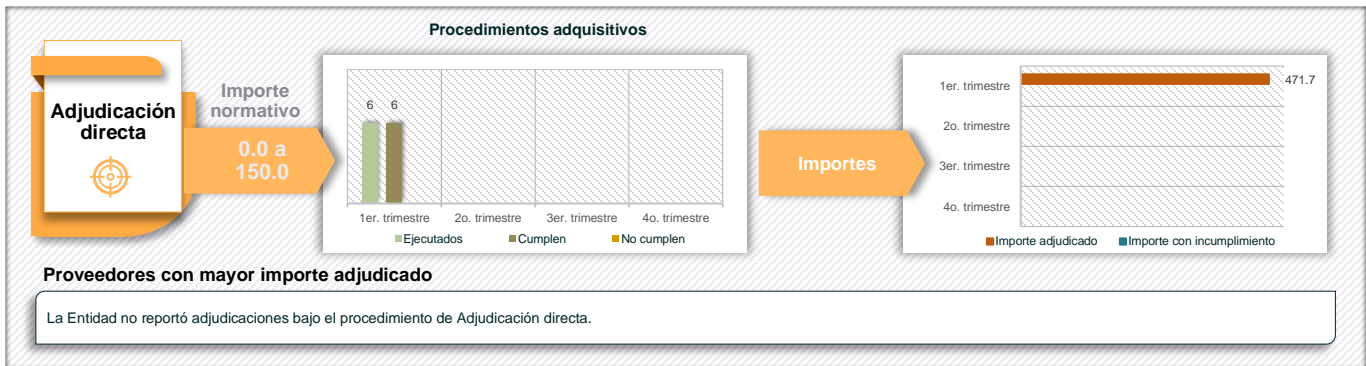 Procedimientos adquisitivos
Adjudicación
directa
Importe
normativo
0.0 a
150.0
6 6
1er. trimestre 2o. trimestre 3er. trimestre 4o. trimestre
Ejecutados Cumplen No cumplen
Importes
1er. trimestre 471.7
2o. trimestre
3er. trimestre
4o. trimestre
Importe adjudicado Importe con incumplimiento
Proveedores con mayor importe adjudicado
La Entidad no reportó adjudicaciones bajo el procedimiento de Adjudicación directa.